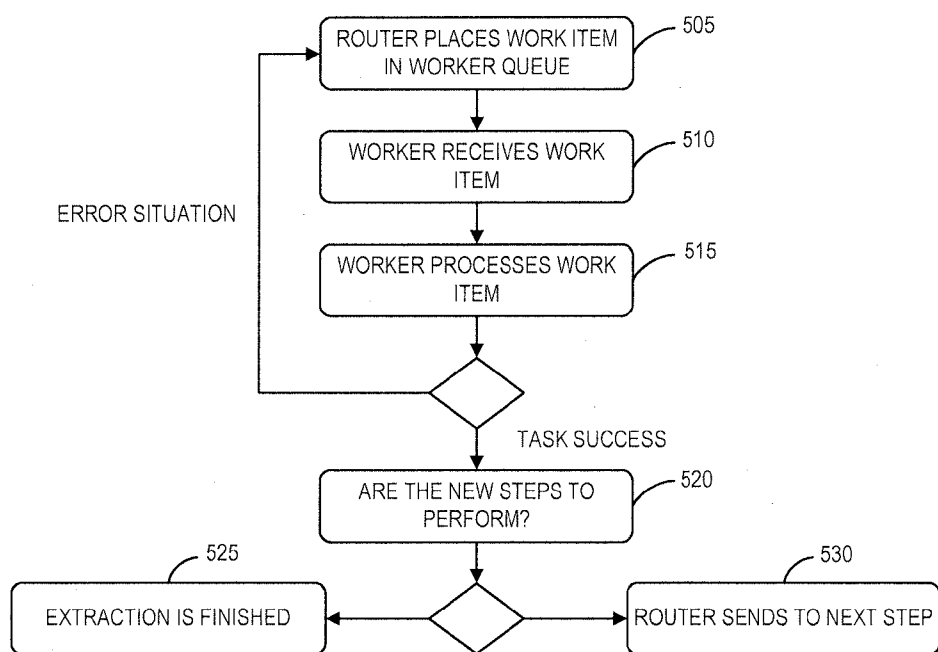 ROUTER PLACES WORK ITEM
IN WORKER QUEUE
505
WORKER RECEIVES WORK
ITEM
510
ERROR SITUATION
WORKER PROCESSES WORK
ITEM
515
TASK SUCCESS
ARE THE NEW STEPS TO
PERFORM?
520
525
EXTRACTION IS FINISHED
530
ROUTER SENDS TO NEXT STEP